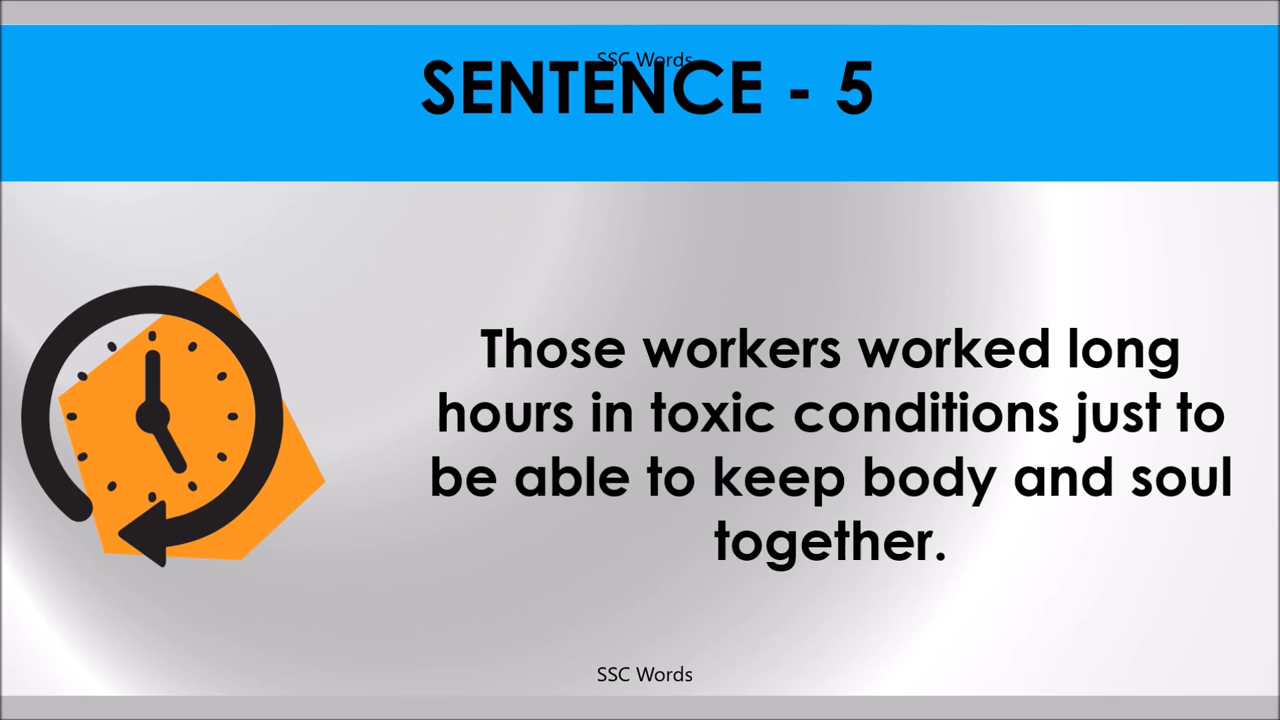 SSC Words
SENTENCE - 5
Those workers worked long
hours in toxic conditions just to
be able to keep body and soul
together.
SSC Words